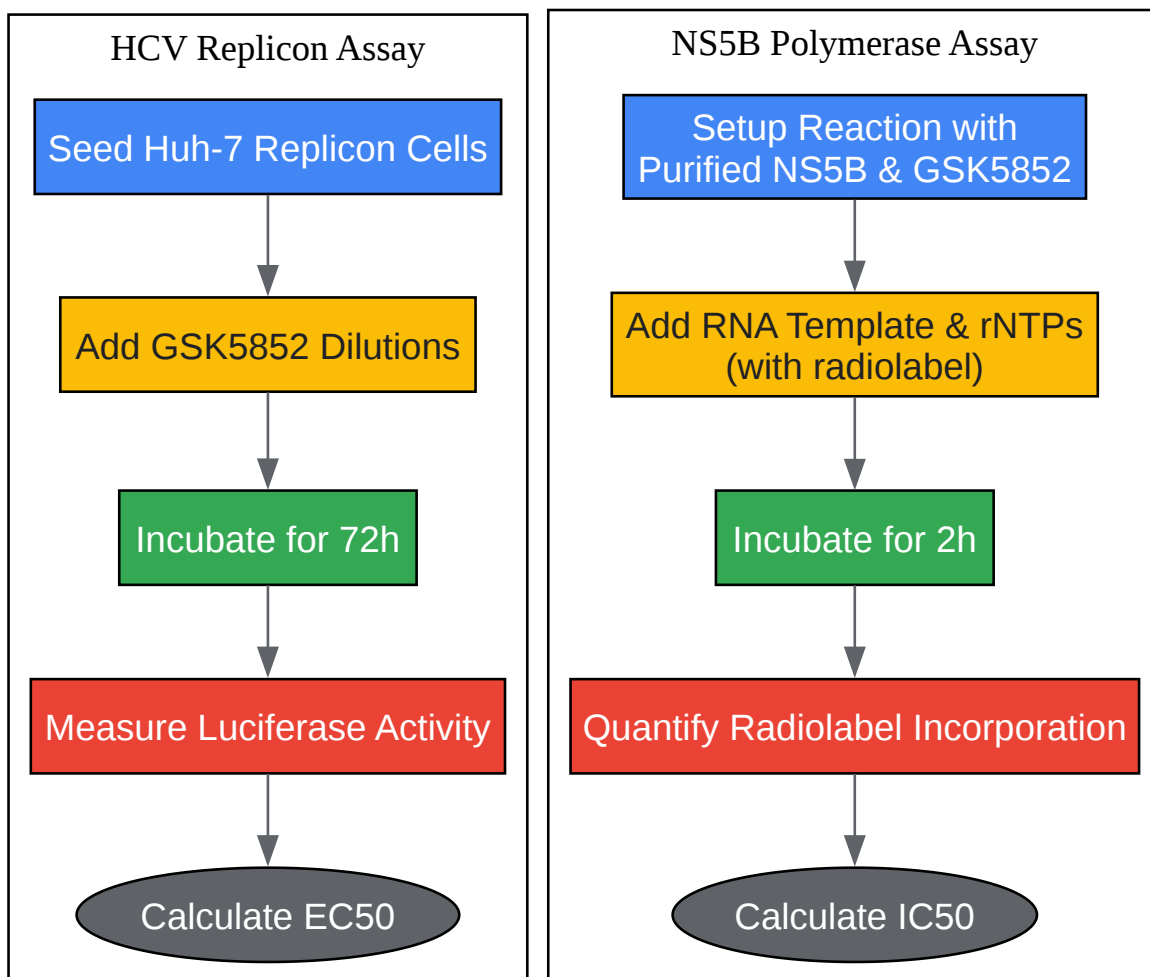 HCV Replicon Assay
Seed Huh-7 Replicon Cells
Add GSK5852 Dilutions
Incubate for 72h
Measure Luciferase Activity
Calculate EC50
NS5B Polymerase Assay
Setup Reaction with
Purified NS5B & GSK5852
Add RNA Template & rNTPs
(with radiolabel)
Incubate for 2h
Quantify Radiolabel Incorporation
Calculate IC50